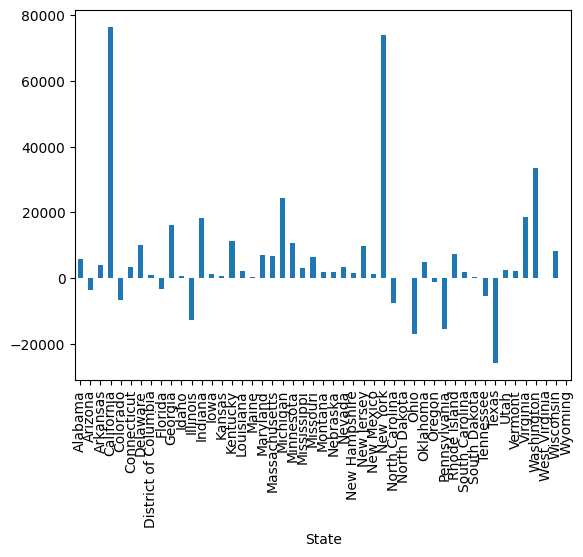 80000
60000
40000
20000
0
−20000
Alabama
Arizona
Arkansas
California
Colorado
Connecticut
Delaware
District of Columbia
Florida
Georgia
Idaho
Illinois
Indiana
Iowa
Kansas
Kentucky
Louisiana
Maine
Maryland
Massachusetts
Michigan
Minnesota
Mississippi
Missouri
Montana
Nebraska
Nevada
New Hampshire
New Jersey
New Mexico
New York
North Carolina
North Dakota
Ohio
Oklahoma
Oregon
Pennsylvania
Rhode Island
South Carolina
South Dakota
Tennessee
Texas
Utah
Vermont
Virginia
Washington
West Virginia
Wisconsin
Wyoming
State